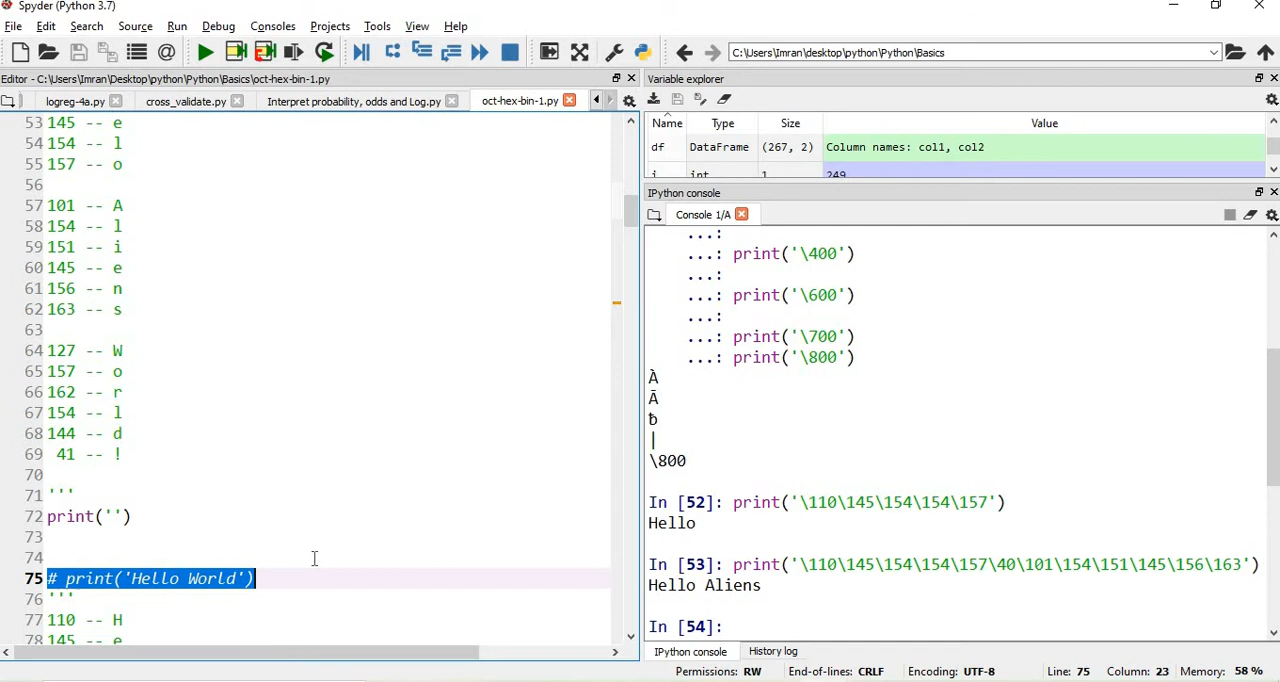 Spyder (Python 3.7)
File Edit Search Source Run Debug Consoles Projects Tools View Help
C:\Users\Imran\desktop\python\Python\Basics
Editor - C:\Users\Imran\Desktop\python\Python\Basics\oct-hex-bin-1.py
logreg-4a.py cross_validate.py Interpret probability, odds and Log.py oct-hex-bin-1.py
53 145 -- e
54 154 -- l
55 157 -- o
56
57 101 -- A
58 154 -- l
59 151 -- i
60 145 -- e
61 156 -- n
62 163 -- s
63
64 127 -- W
65 157 -- o
66 162 -- r
67 154 -- l
68 144 -- d
69 41 -- !
70
71 '''
72 print('')
73
74
75 # print('Hello World')
76 '''
77 110 -- H
78 145 -- e
Variable explorer
Name Type Size Value
df DataFrame (267, 2) Column names: col1, col2
i int 1 249
IPython console
Console 1/A
...:
...: print('\400')
...:
...: print('\600')
...:
...: print('\700')
...: print('\800')
À
Ā
ƀ
|
\800
In [52]: print('\110\145\154\154\157')
Hello
In [53]: print('\110\145\154\154\157\40\101\154\151\145\156\163')
Hello Aliens
In [54]:
IPython console History log
Permissions: RW End-of-lines: CRLF Encoding: UTF-8 Line: 75 Column: 23 Memory: 58 %